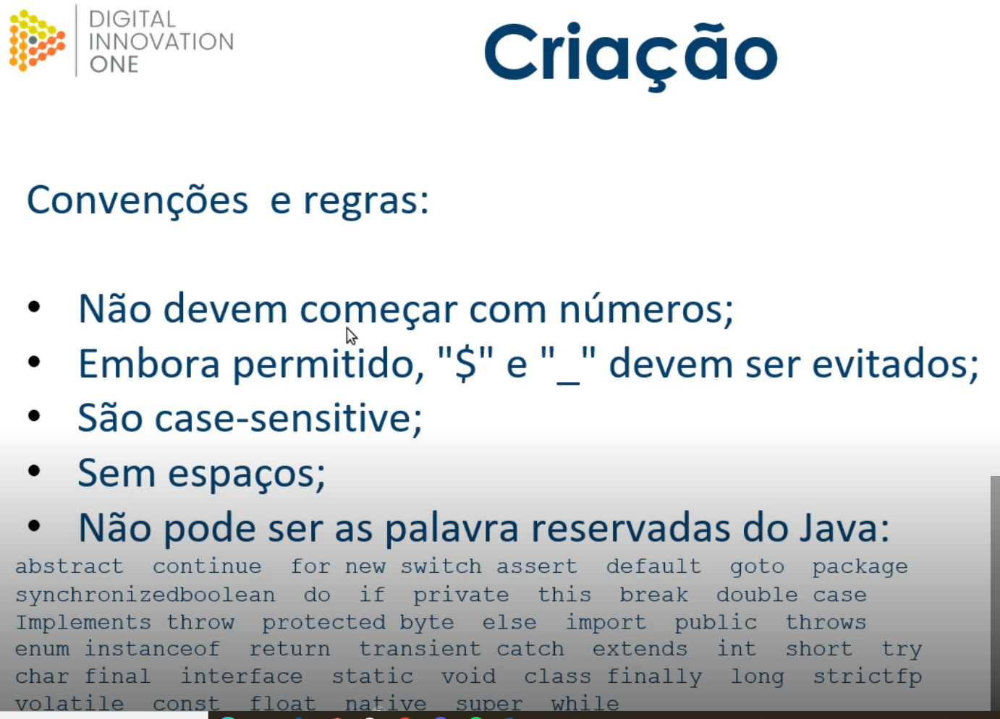 DIGITAL
INNOVATION
ONE
Criação
Convenções e regras:
• Não devem começar com números;
• Embora permitido, "$" e "_" devem ser evitados;
• São case-sensitive;
• Sem espaços;
• Não pode ser as palavra reservadas do Java:
abstract continue for new switch assert default goto package
synchronizedboolean do if private this break double case
Implements throw protected byte else import public throws
enum instanceof return transient catch extends int short try
char final interface static void class finally long strictfp
volatile const float native super while